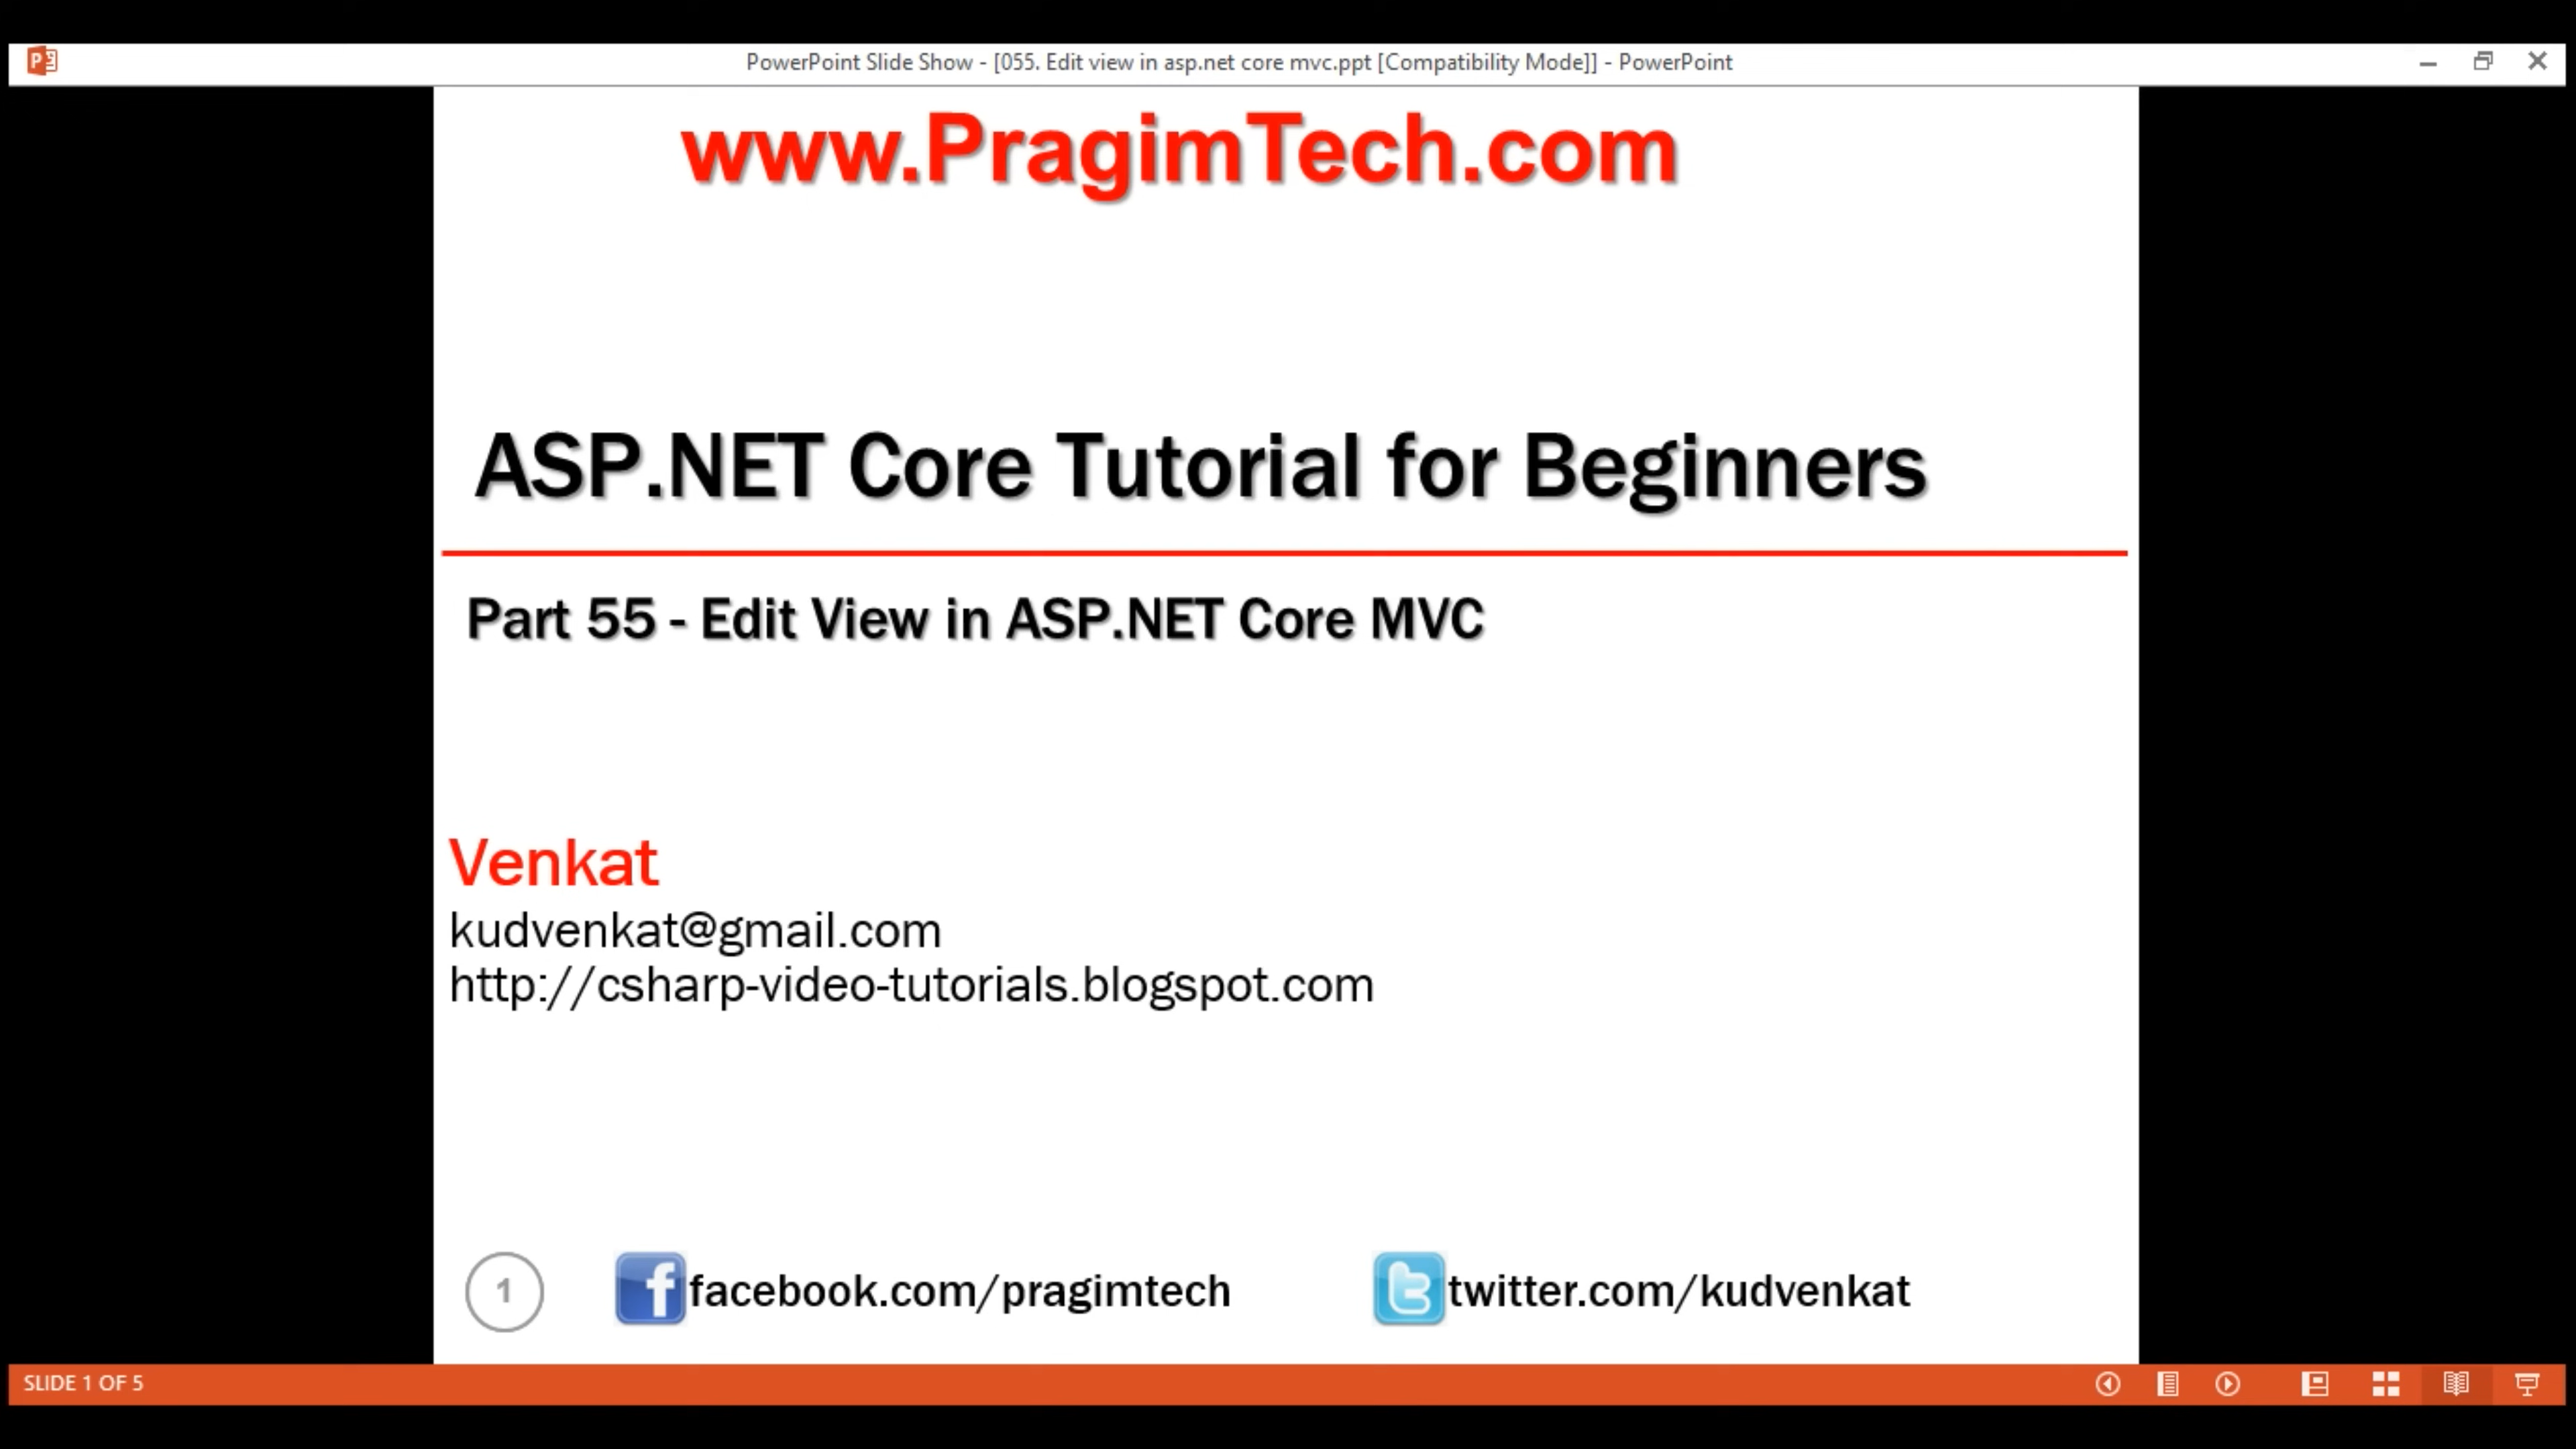 PowerPoint Slide Show - [055. Edit view in asp.net core mvc.ppt [Compatibility Mode]] - PowerPoint
www.PragimTech.com
ASP.NET Core Tutorial for Beginners
Part 55 - Edit View in ASP.NET Core MVC
Venkat
kudvenkat@gmail.com
http://csharp-video-tutorials.blogspot.com
1
facebook.com/pragimtech
twitter.com/kudvenkat
SLIDE 1 OF 5